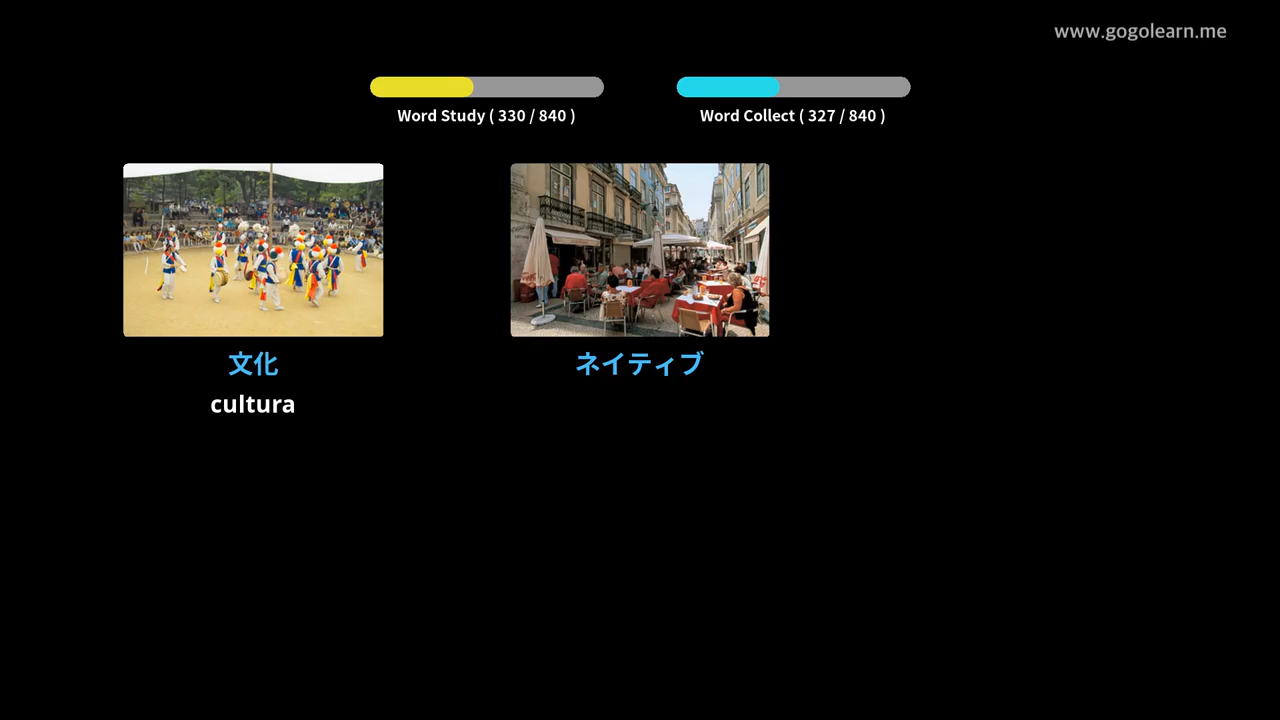 www.gogolearn.me
Word Study ( 330 / 840 )
Word Collect ( 327 / 840 )
文化
cultura
ネイティブ